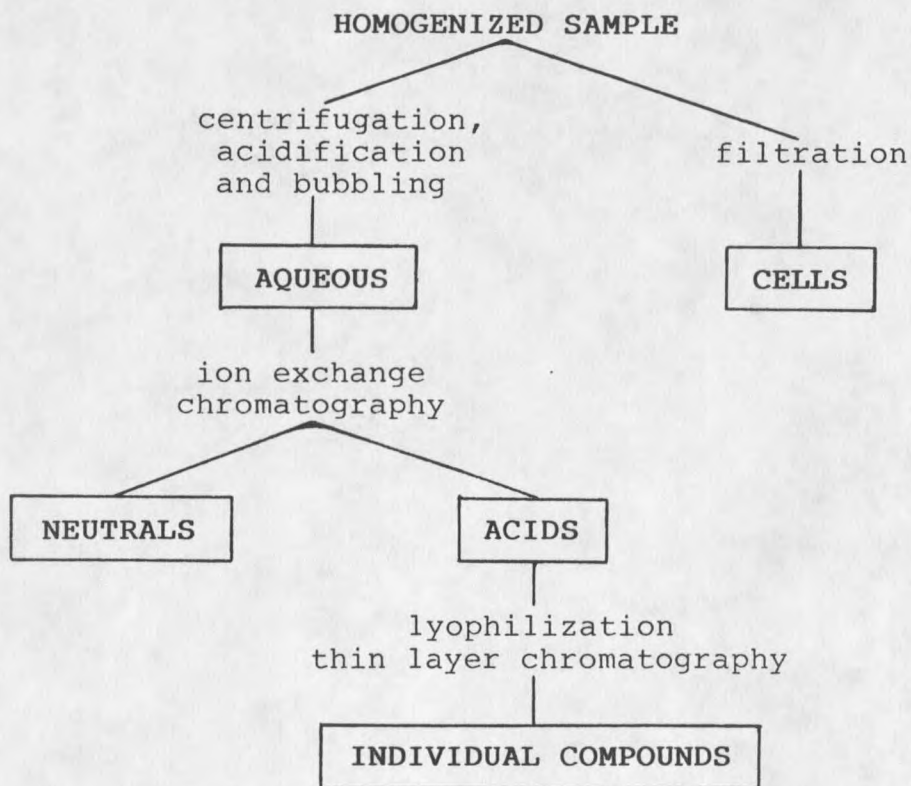 HOMOGENIZED SAMPLE
centrifugation,
acidification
and bubbling
filtration
AQUEOUS
CELLS
ion exchange
chromatography
NEUTRALS
ACIDS
lyophilization
thin layer chromatography
INDIVIDUAL COMPOUNDS